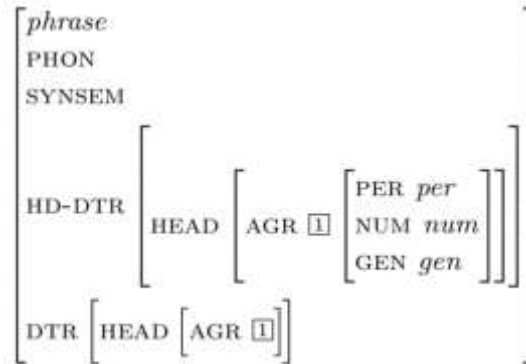 phrase
PHON
SYNSEM
HD-DTR HEAD AGR 1 PER per
NUM num
GEN gen
DTR HEAD AGR 1